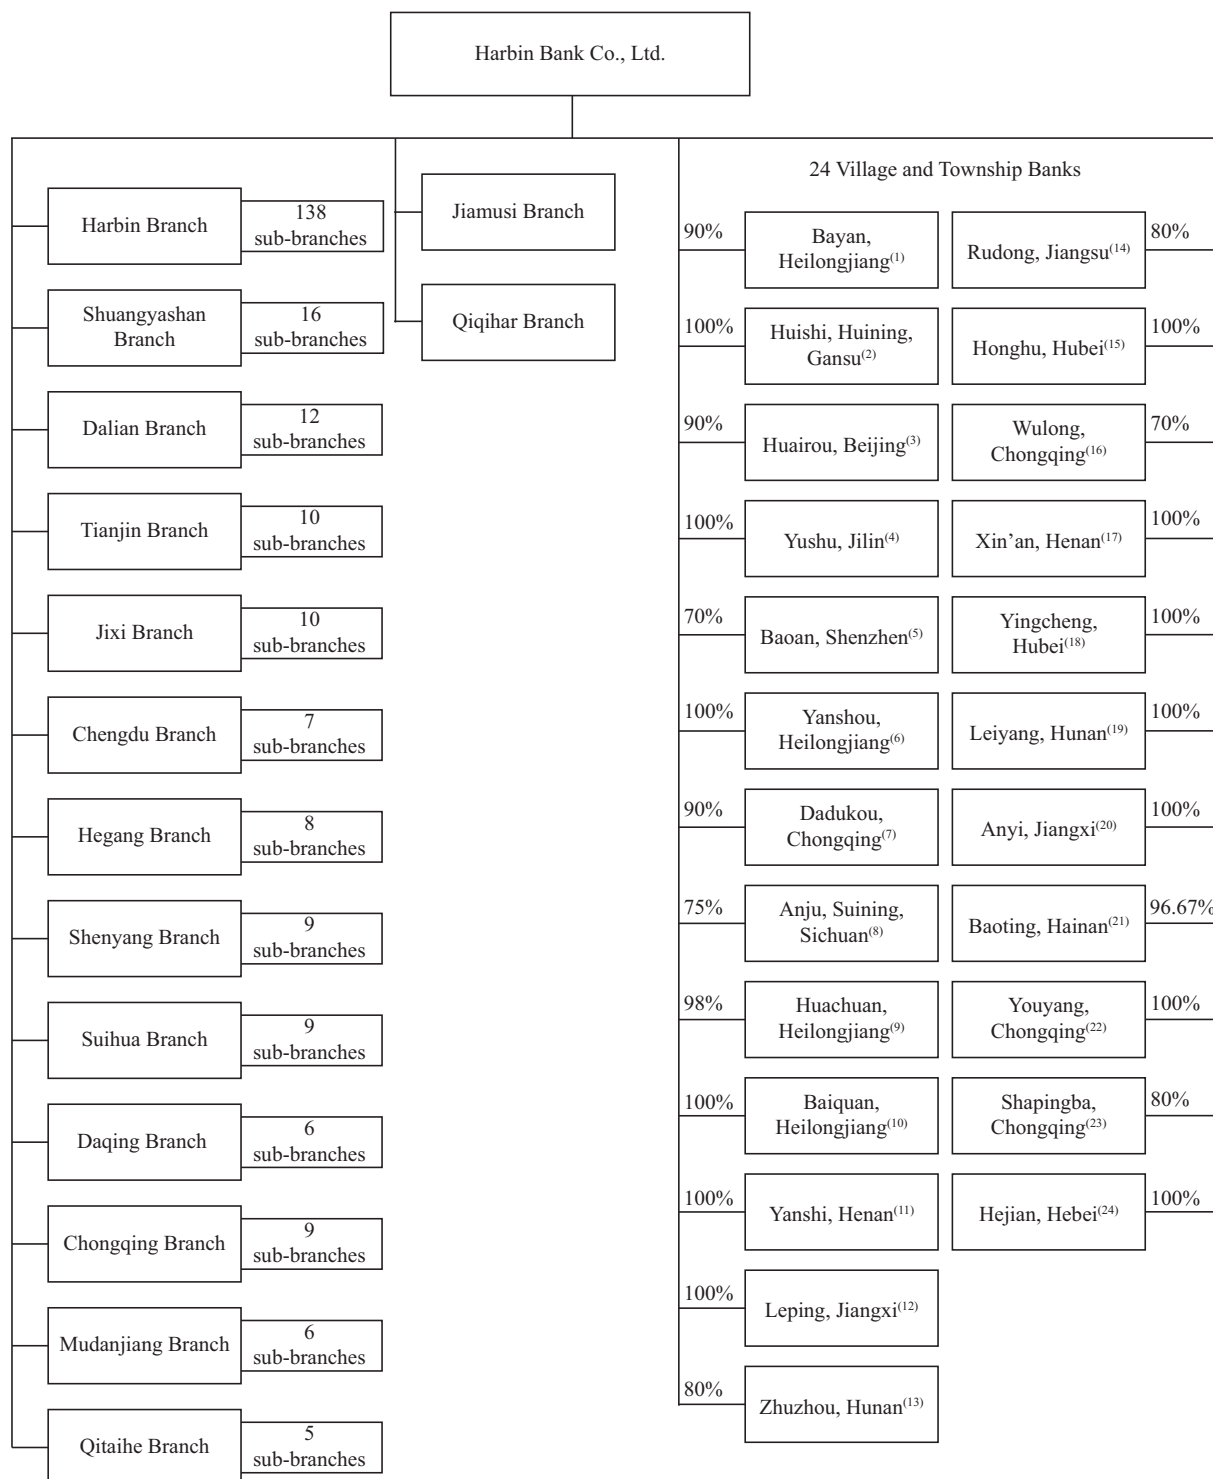 Harbin Bank Co., Ltd.
Harbin Branch
138
sub-branches
Shuangyashan
Branch
16
sub-branches
Dalian Branch
12
sub-branches
Tianjin Branch
10
sub-branches
Jixi Branch
10
sub-branches
Chengdu Branch
7
sub-branches
Hegang Branch
8
sub-branches
Shenyang Branch
9
sub-branches
Suihua Branch
9
sub-branches
Daqing Branch
6
sub-branches
Chongqing Branch
9
sub-branches
Mudanjiang Branch
6
sub-branches
Qitaihe Branch
5
sub-branches
Jiamusi Branch
Qiqihar Branch
24 Village and Township Banks
90%
Bayan,
Heilongjiang(1)
100%
Huishi, Huining,
Gansu(2)
90%
Huairou, Beijing(3)
100%
Yushu, Jilin(4)
70%
Baoan, Shenzhen(5)
100%
Yanshou,
Heilongjiang(6)
90%
Dadukou,
Chongqing(7)
75%
Anju, Suining,
Sichuan(8)
98%
Huachuan,
Heilongjiang(9)
100%
Baiquan,
Heilongjiang(10)
100%
Yanshi, Henan(11)
100%
Leping, Jiangxi(12)
80%
Zhuzhou, Hunan(13)
Rudong, Jiangsu(14)
80%
Honghu, Hubei(15)
100%
Wulong,
Chongqing(16)
70%
Xin’an, Henan(17)
100%
Yingcheng,
Hubei(18)
100%
Leiyang, Hunan(19)
100%
Anyi, Jiangxi(20)
100%
Baoting, Hainan(21)
96.67%
Youyang,
Chongqing(22)
100%
Shapingba,
Chongqing(23)
80%
Hejian, Hebei(24)
100%